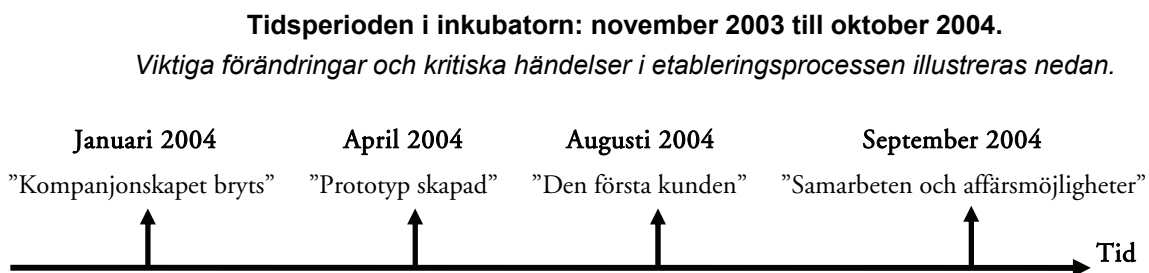 Tidsperioden i inkubatorn: november 2003 till oktober 2004.
Viktiga förändringar och kritiska händelser i etableringsprocessen illustreras nedan.
Januari 2004 April 2004 Augusti 2004 September 2004
”Kompanjonskapet bryts” ”Prototyp skapad” ”Den första kunden” ”Samarbeten och affärsmöjligheter”
Tid